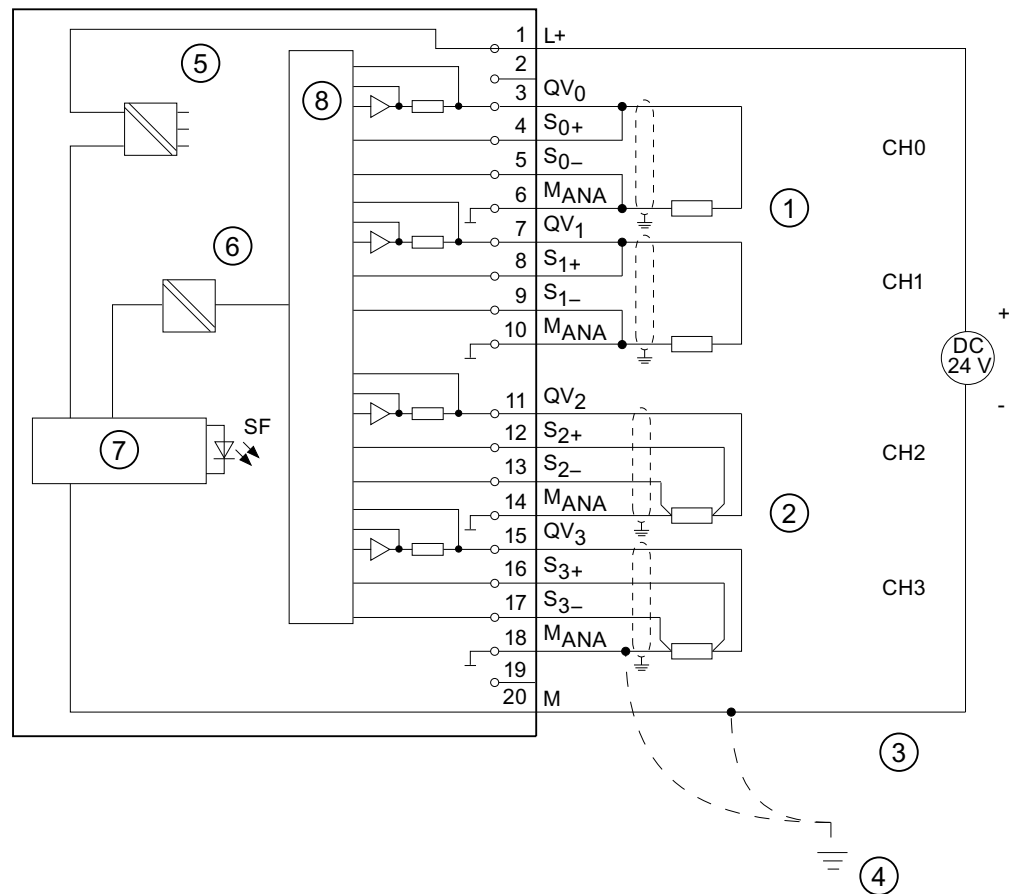 1 L+
2
3 QV0
4 S0+
5 S0–
6 MANA
7 QV1
8 S1+
9 S1–
10 MANA
11 QV2
12 S2+
13 S2–
14 MANA
15 QV3
16 S3+
17 S3–
18 MANA
19
20 M
5
8
6
7
SF
CH0
1
CH1
+
DC
24 V
-
CH2
2
CH3
3
4